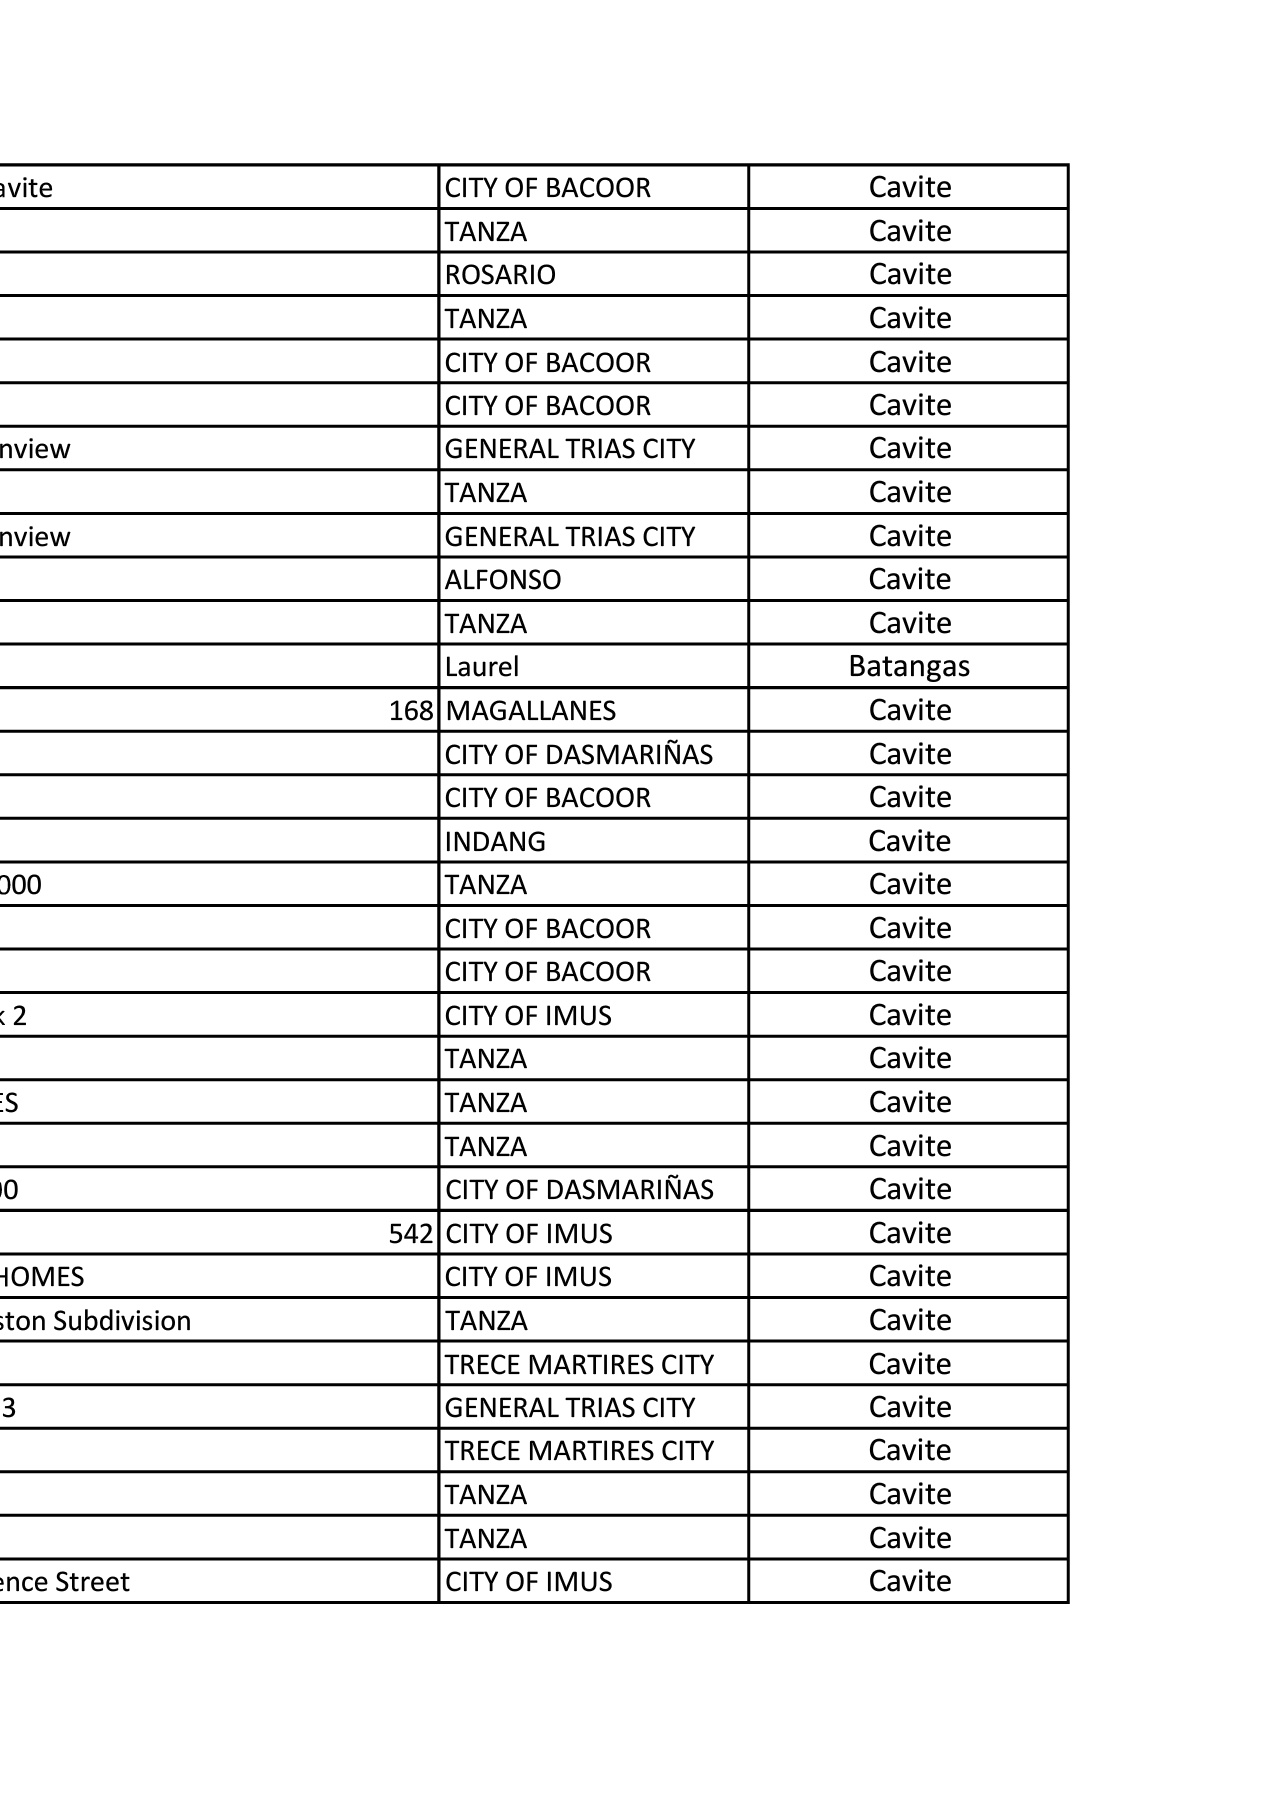 avite CITY OF BACOOR Cavite
TANZA Cavite
ROSARIO Cavite
TANZA Cavite
CITY OF BACOOR Cavite
CITY OF BACOOR Cavite
nview GENERAL TRIAS CITY Cavite
TANZA Cavite
nview GENERAL TRIAS CITY Cavite
ALFONSO Cavite
TANZA Cavite
Laurel Batangas
168 MAGALLANES Cavite
CITY OF DASMARIÑAS Cavite
CITY OF BACOOR Cavite
INDANG Cavite
000 TANZA Cavite
CITY OF BACOOR Cavite
CITY OF BACOOR Cavite
k 2 CITY OF IMUS Cavite
TANZA Cavite
ES TANZA Cavite
TANZA Cavite
00 CITY OF DASMARIÑAS Cavite
542 CITY OF IMUS Cavite
HOMES CITY OF IMUS Cavite
ston Subdivision TANZA Cavite
TRECE MARTIRES CITY Cavite
3 GENERAL TRIAS CITY Cavite
TRECE MARTIRES CITY Cavite
TANZA Cavite
TANZA Cavite
ence Street CITY OF IMUS Cavite